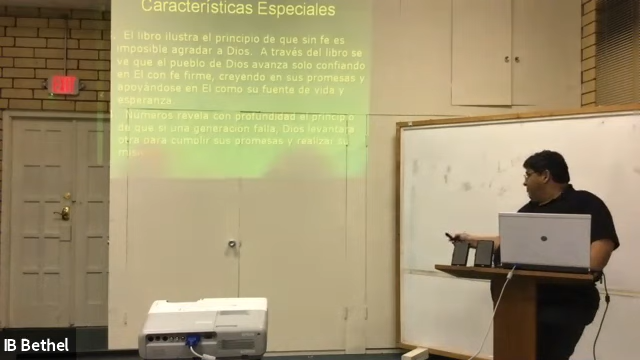 Características Especiales
El libro ilustra el principio de que sin fe es
imposible agradar a Dios. A través del libro se
ve que el pueblo de Dios avanza solo confiando
en El con fe firme, creyendo en sus promesas y
apoyándose en El como su fuente de vida y
esperanza.
Números revela con profundidad el principio
de que si una generación falla, Dios levantará
otra para cumplir sus promesas y realizar su
IB Bethel